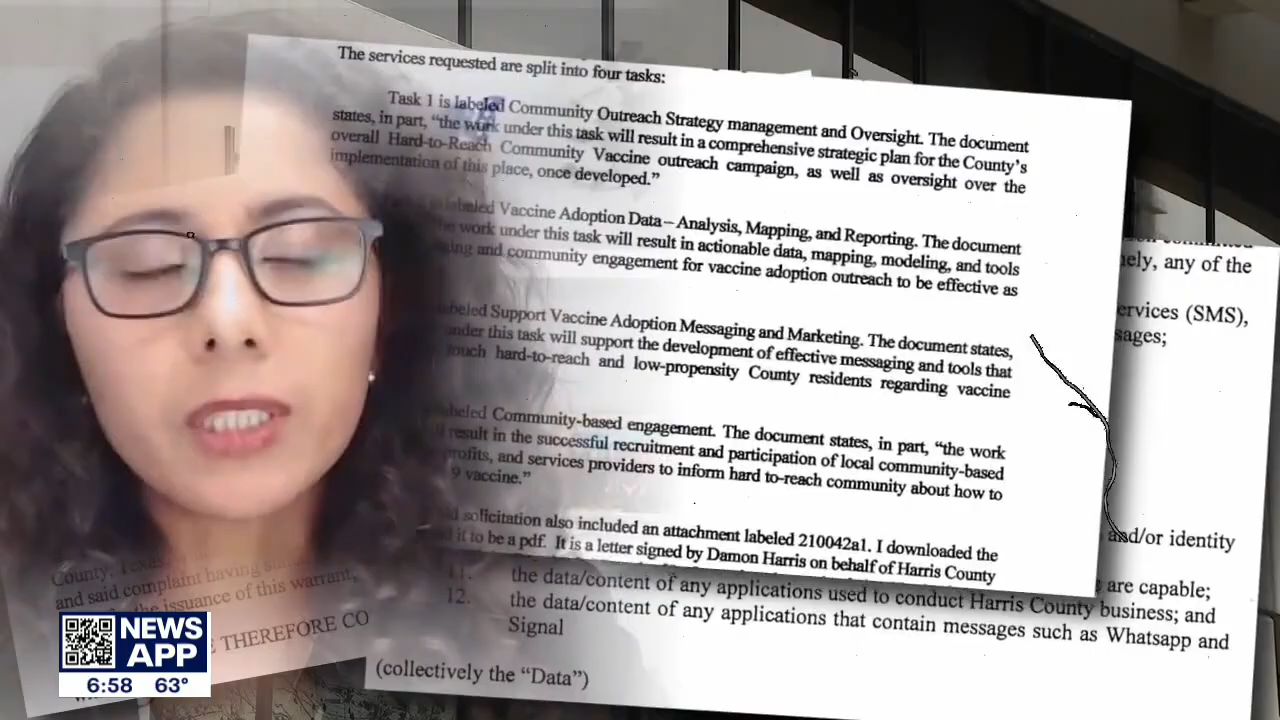 The services requested are split into four tasks:
Task 1 is labeled Community Outreach Strategy management and Oversight. The document
states, in part, “the work under this task will result in a comprehensive strategic plan for the County’s
overall Hard-to-Reach Community Vaccine outreach campaign, as well as oversight over the
implementation of this place, once developed.”
labeled Vaccine Adoption Data – Analysis, Mapping, and Reporting. The document
work under this task will result in actionable data, mapping, modeling, and tools
and community engagement for vaccine adoption outreach to be effective as
labeled Support Vaccine Adoption Messaging and Marketing. The document states,
under this task will support the development of effective messaging and tools that
touch hard-to-reach and low-propensity County residents regarding vaccine
labeled Community-based engagement. The document states, in part, “the work
result in the successful recruitment and participation of local community-based
profits, and services providers to inform hard to-reach community about how to
9 vaccine.”
solicitation also included an attachment labeled 210042a1. I downloaded the
it to be a pdf. It is a letter signed by Damon Harris on behalf of Harris County
any of the
(SMS),
and/or identity
are capable;
11. the data/content of any applications used to conduct Harris County business; and
12. the data/content of any applications that contain messages such as Whatsapp and
Signal
(collectively the “Data”)
County, Texas
and said complaint having
the issuance of this warrant,
THEREFORE CO
NEWS
APP
6:58 63°